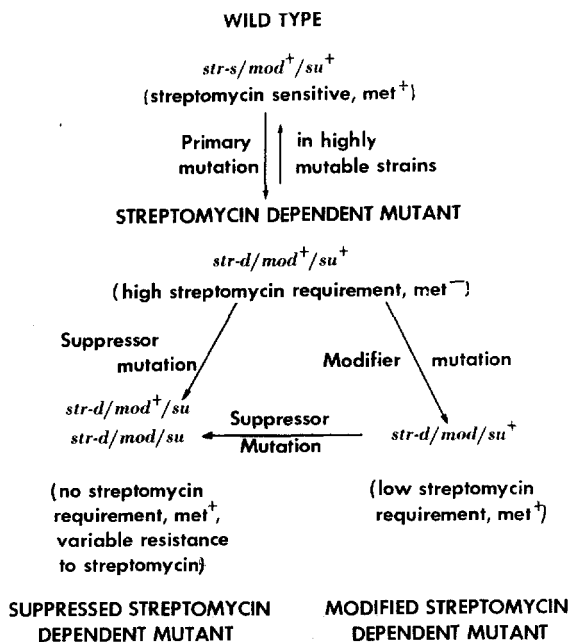 WILD TYPE
str-s/mod+/su+
(streptomycin sensitive, met+)
Primary mutation
in highly mutable strains
STREPTOMYCIN DEPENDENT MUTANT
str-d/mod+/su+
(high streptomycin requirement, met−)
Suppressor
mutation
Modifier mutation
str-d/mod+/su
str-d/mod/su
Suppressor
Mutation
str-d/mod/su+
(no streptomycin
requirement, met+,
variable resistance
to streptomycin)
(low streptomycin
requirement, met+)
SUPPRESSED STREPTOMYCIN
DEPENDENT MUTANT
MODIFIED STREPTOMYCIN
DEPENDENT MUTANT